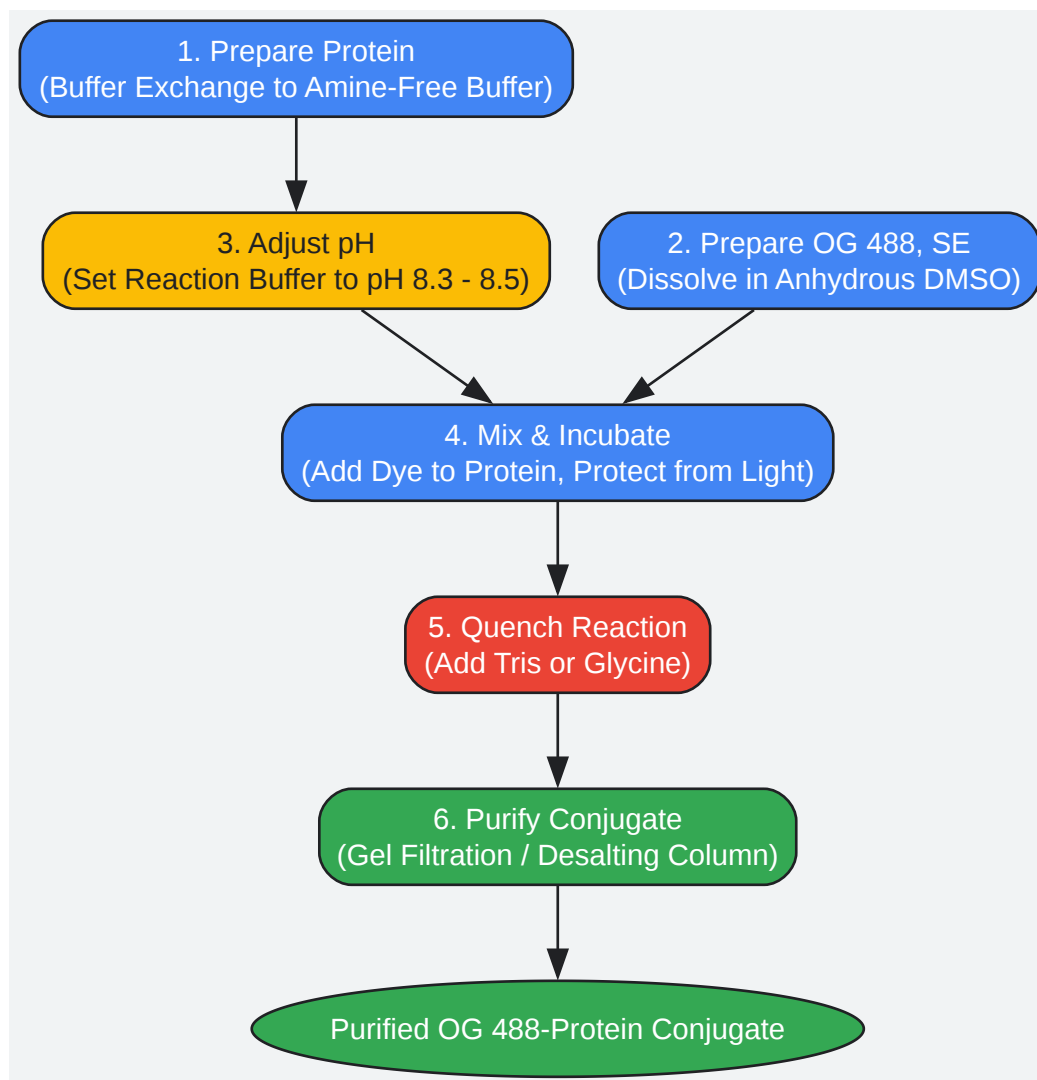 1. Prepare Protein
(Buffer Exchange to Amine-Free Buffer)
3. Adjust pH
(Set Reaction Buffer to pH 8.3 - 8.5)
2. Prepare OG 488, SE
(Dissolve in Anhydrous DMSO)
4. Mix & Incubate
(Add Dye to Protein, Protect from Light)
5. Quench Reaction
(Add Tris or Glycine)
6. Purify Conjugate
(Gel Filtration / Desalting Column)
Purified OG 488-Protein Conjugate